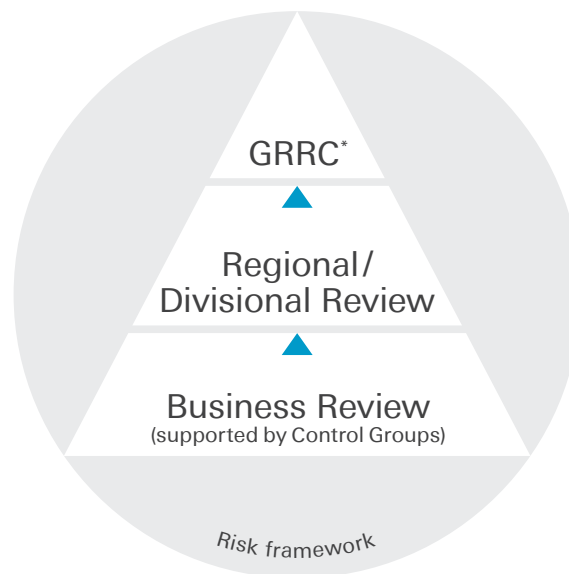 GRRC*
Regional/
Divisional Review
Business Review
(supported by Control Groups)
Risk framework